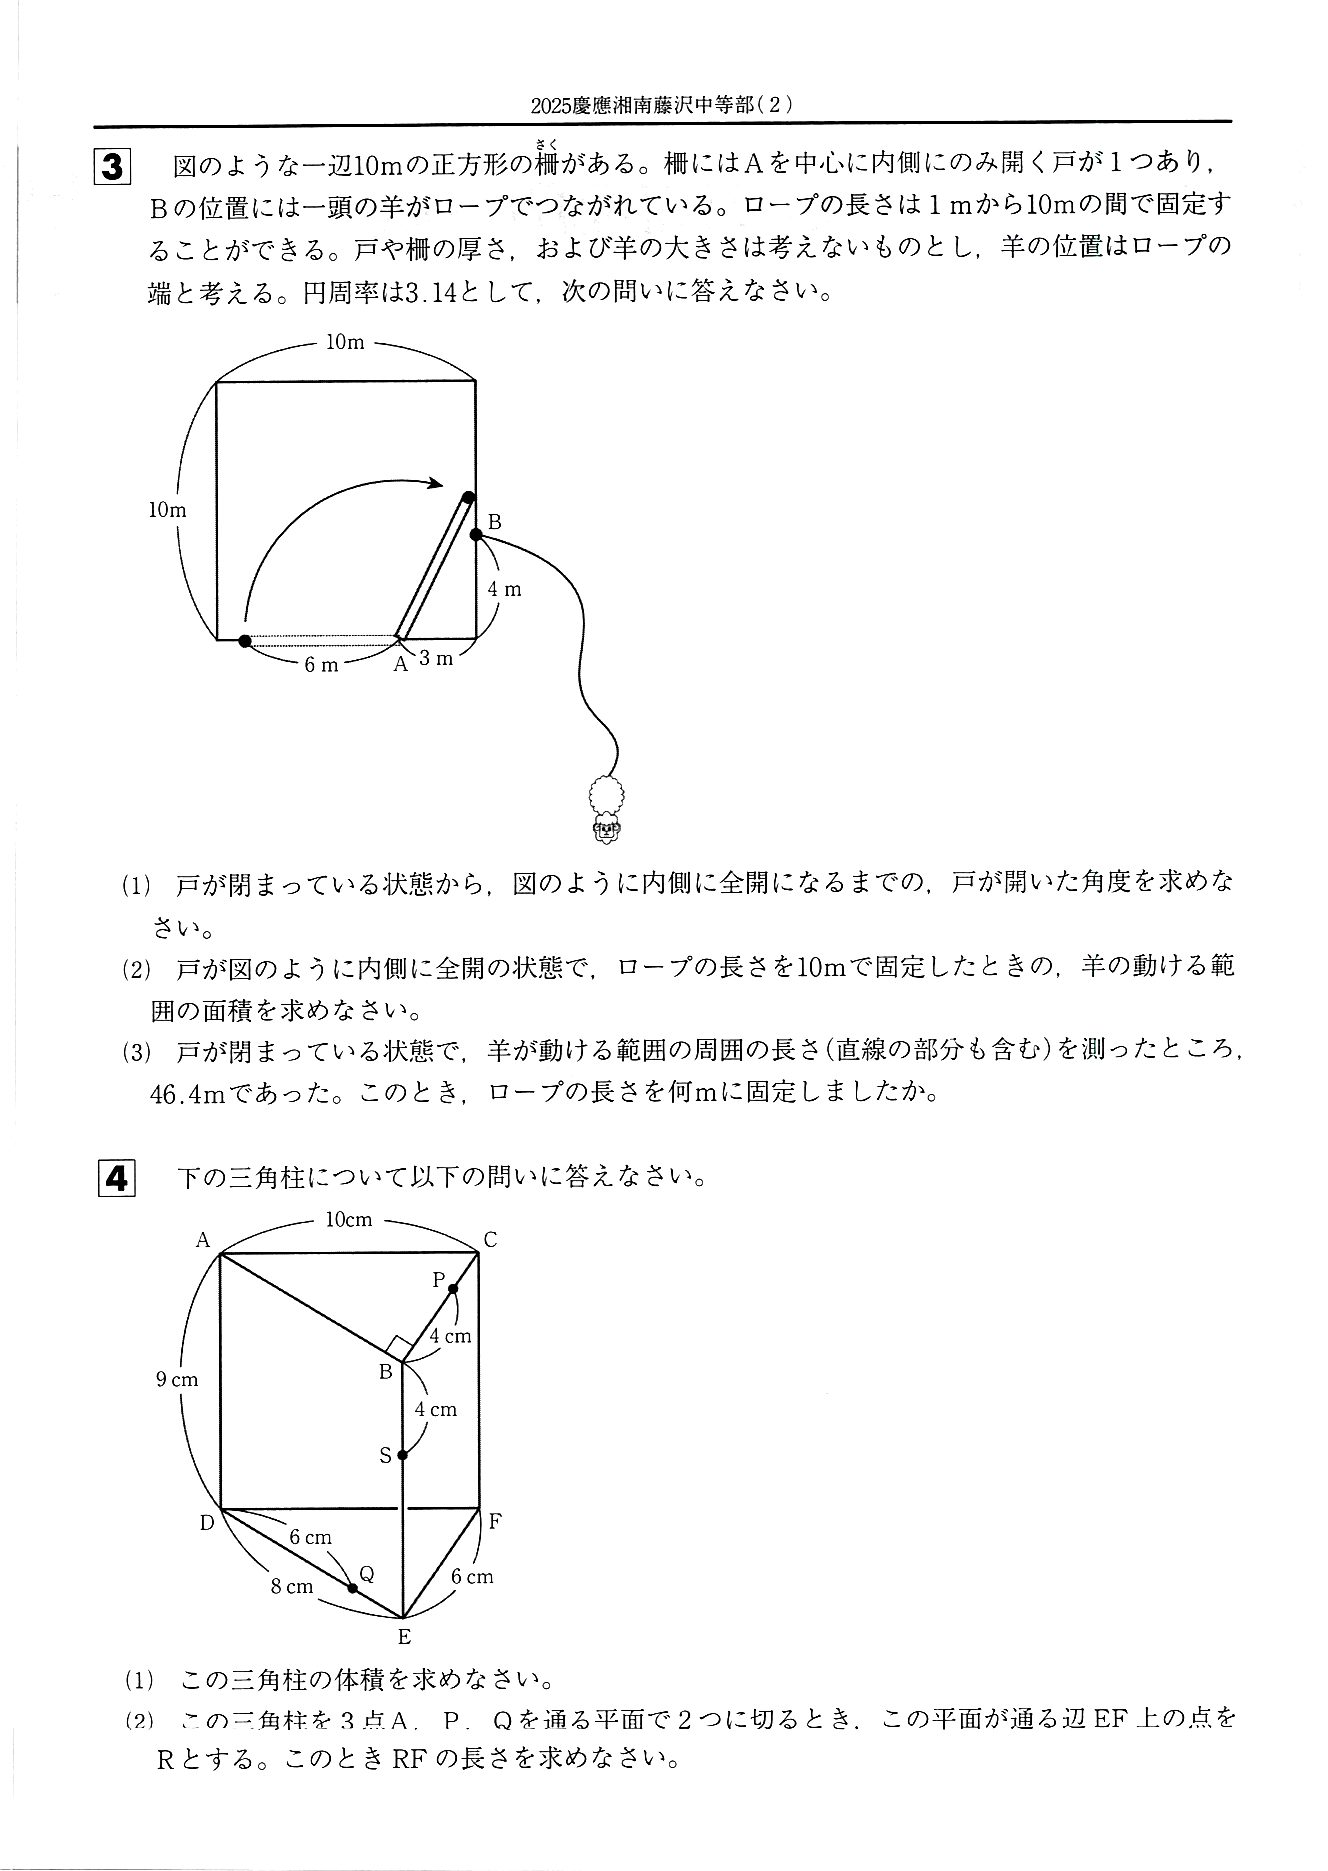 2025慶應湘南藤沢中等部(2)
さく
3 図のような一辺10mの正方形の柵がある。柵にはAを中心に内側にのみ開く戸が1つあり,
Bの位置には一頭の羊がロープでつながれている。ロープの長さは1mから10mの間で固定す
ることができる。戸や柵の厚さ,および羊の大きさは考えないものとし,羊の位置はロープの
端と考える。円周率は3.14として,次の問いに答えなさい。
10m
10m
B
4 m
6 m
A
3 m
(1) 戸が閉まっている状態から,図のように内側に全開になるまでの,戸が開いた角度を求めな
さい。
(2) 戸が図のように内側に全開の状態で,ロープの長さを10mで固定したときの,羊の動ける範
囲の面積を求めなさい。
(3) 戸が閉まっている状態で,羊が動ける範囲の周囲の長さ(直線の部分も含む)を測ったところ,
46.4mであった。このとき,ロープの長さを何mに固定しましたか。
4 下の三角柱について以下の問いに答えなさい。
10cm
A
C
P
4 cm
B
9 cm
4 cm
S
D
F
6 cm
Q
8 cm
6 cm
E
(1) この三角柱の体積を求めなさい。
(2) この三角柱を3点A,P,Qを通る平面で2つに切るとき,この平面が通る辺EF上の点を
Rとする。このときRFの長さを求めなさい。